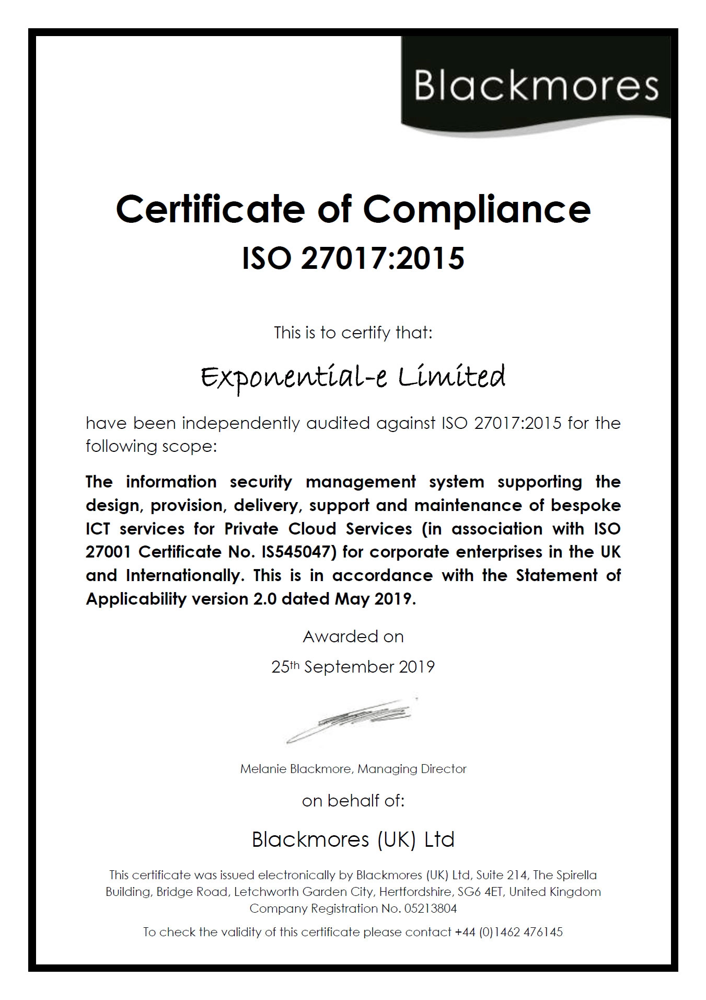 Blackmores
Certificate of Compliance
ISO 27017:2015
This is to certify that:
Exponential-e Limited
have been independently audited against ISO 27017:2015 for the
following scope:
The information security management system supporting the
design, provision, delivery, support and maintenance of bespoke
ICT services for Private Cloud Services (in association with ISO
27001 Certificate No. IS545047) for corporate enterprises in the UK
and Internationally. This is in accordance with the Statement of
Applicability version 2.0 dated May 2019.
Awarded on
25th September 2019
Melanie Blackmore, Managing Director
on behalf of:
Blackmores (UK) Ltd
This certificate was issued electronically by Blackmores (UK) Ltd, Suite 214, The Spirella
Building, Bridge Road, Letchworth Garden City, Hertfordshire, SG6 4ET, United Kingdom
Company Registration No. 05213804
To check the validity of this certificate please contact +44 (0)1462 476145